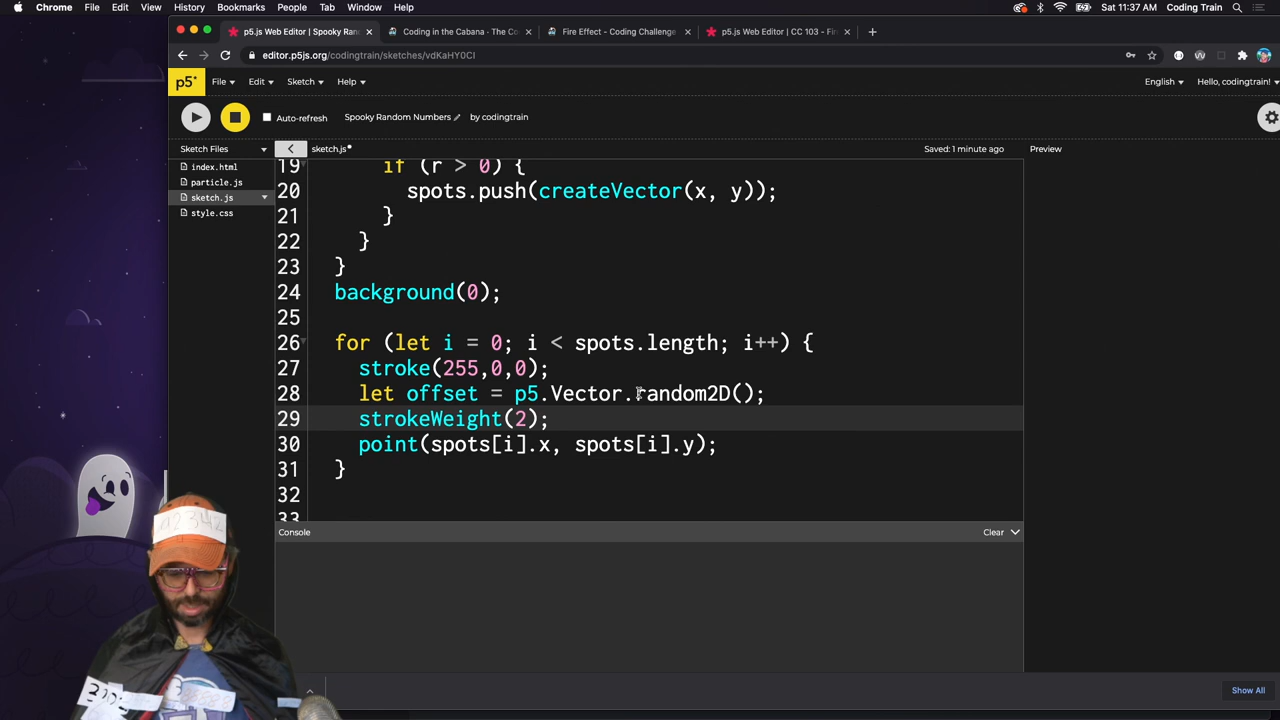 Chrome File Edit View History Bookmarks People Tab Window Help Sat 11:37 AM Coding Train
p5.js Web Editor | Spooky Ran
Coding in the Cabana - The Co
Fire Effect - Coding Challenge
p5.js Web Editor | CC 103 - Fir
editor.p5js.org/codingtrain/sketches/vdKaHY0CI
p5* File Edit Sketch Help English Hello, codingtrain!
Auto-refresh Spooky Random Numbers by codingtrain
Sketch Files sketch.js Saved: 1 minute ago Preview
index.html
particle.js
sketch.js
style.css
19 if (r > 0) {
20 spots.push(createVector(x, y));
21 }
22 }
23 }
24 background(0);
25
26 for (let i = 0; i < spots.length; i++) {
27 stroke(255,0,0);
28 let offset = p5.Vector.random2D();
29 strokeWeight(2);
30 point(spots[i].x, spots[i].y);
31 }
32
33
Console Clear
Show All